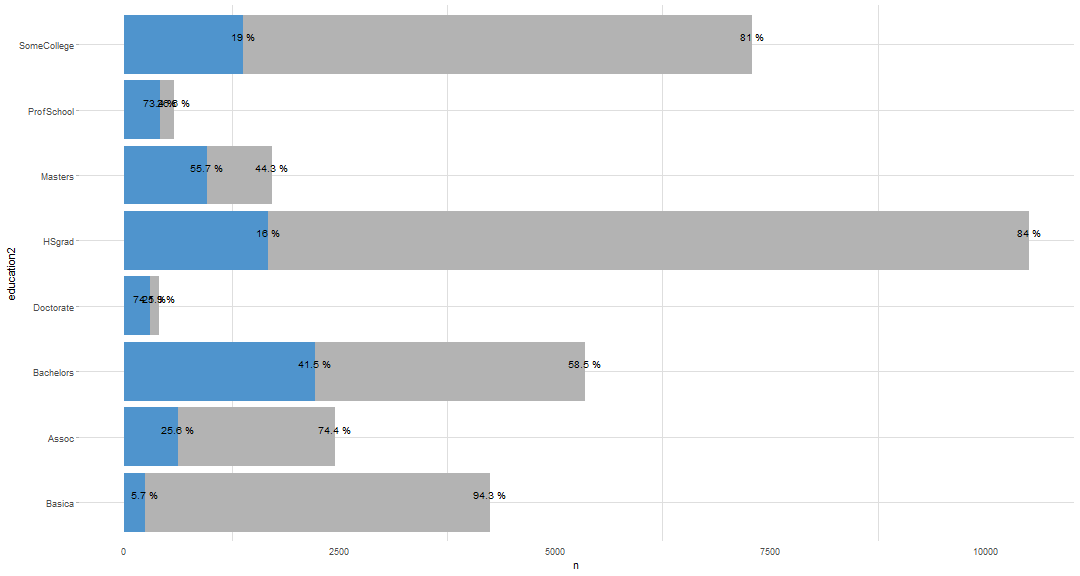 SomeCollege
19 %
81 %
ProfSchool
Masters
55.7 %
44.3 %
HSgrad
16 %
84 %
Doctorate
Bachelors
41.5 %
58.5 %
Assoc
25.6 %
74.4 %
Basica
5.7 %
94.3 %
education2
0
2500
5000
7500
10000
n